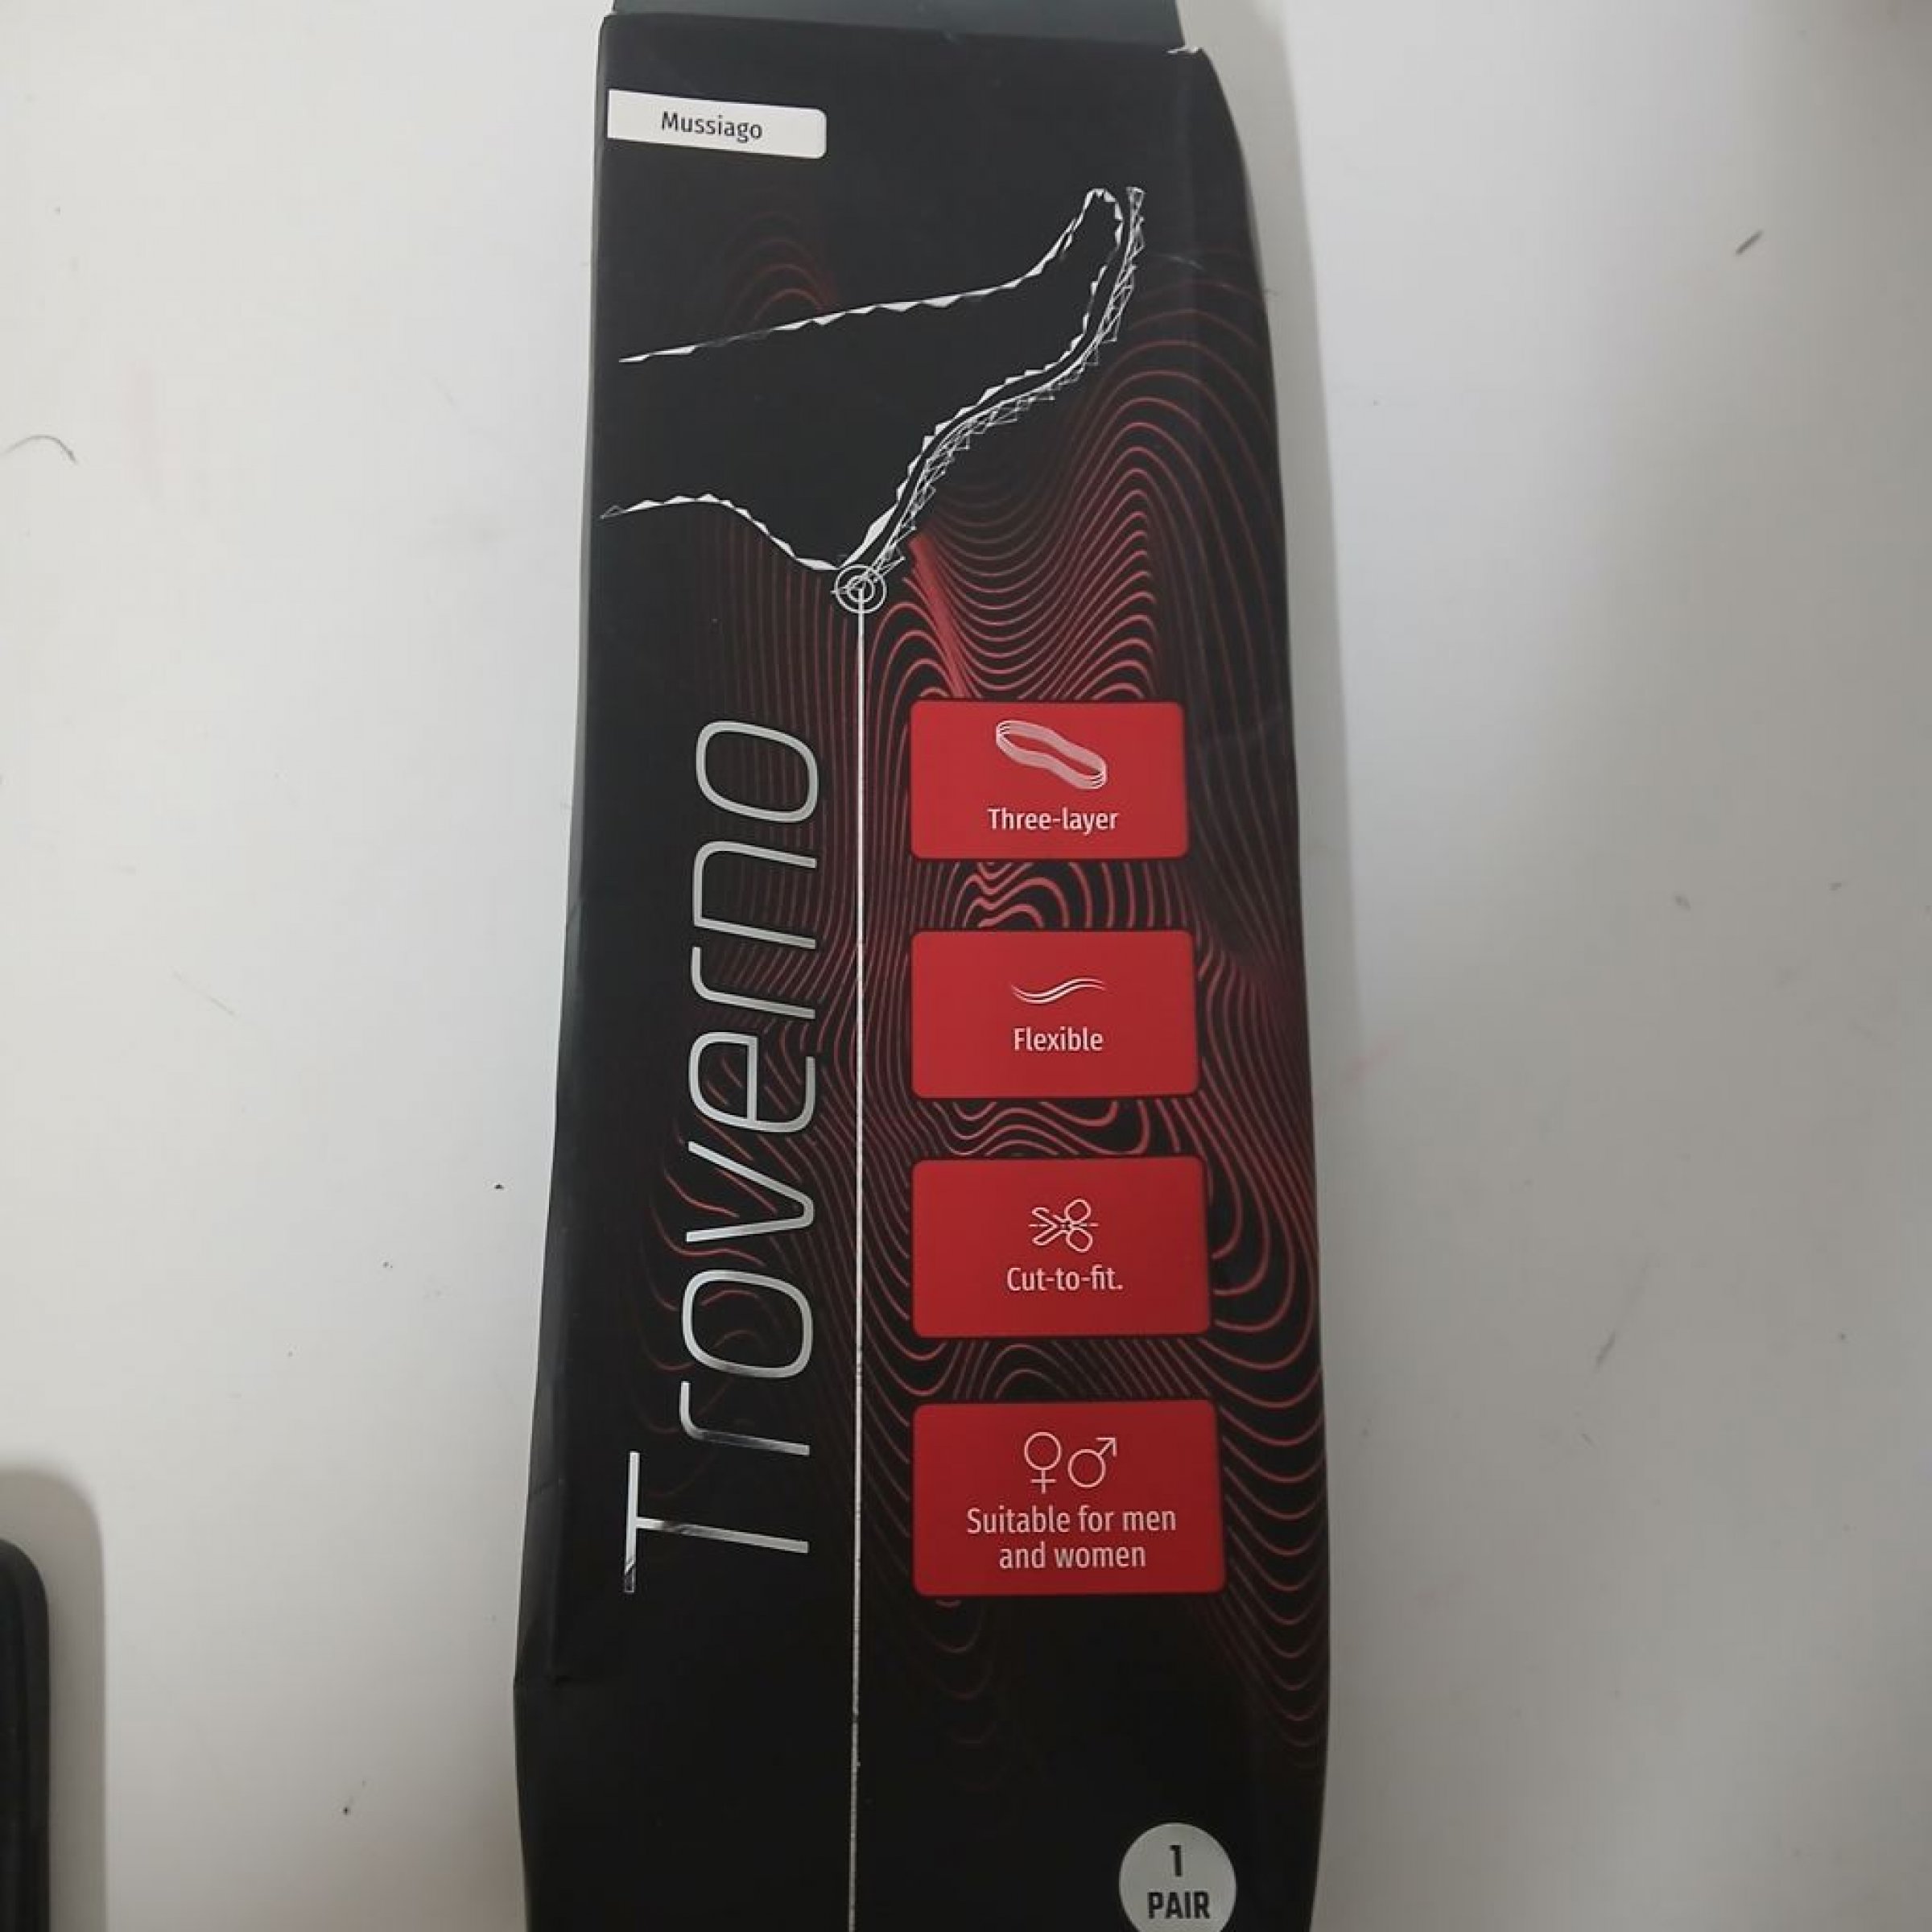 Mussiago
Troverno
Three-layer
Flexible
Cut-to-fit.
Suitable for men
and women
1
PAIR